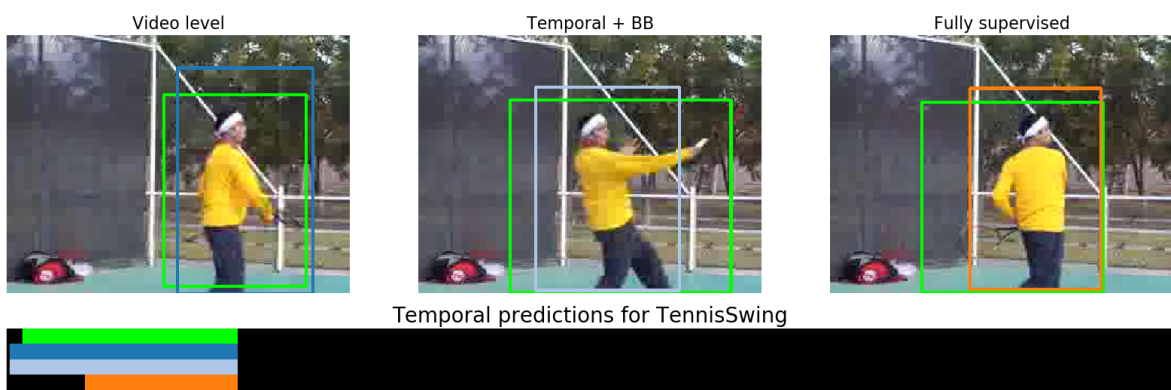 Video level
Temporal + BB
Fully supervised
Temporal predictions for TennisSwing